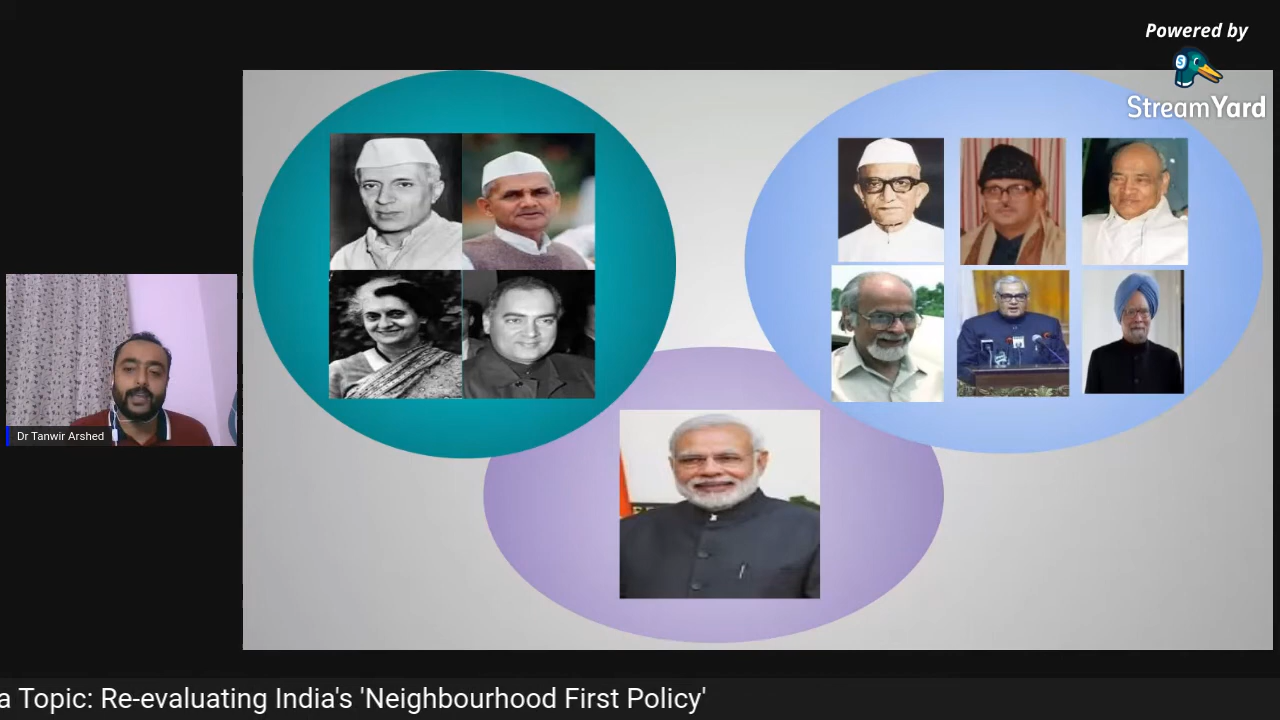 Powered by
StreamYard
Dr Tanwir Arshed
a Topic: Re-evaluating India's 'Neighbourhood First Policy'